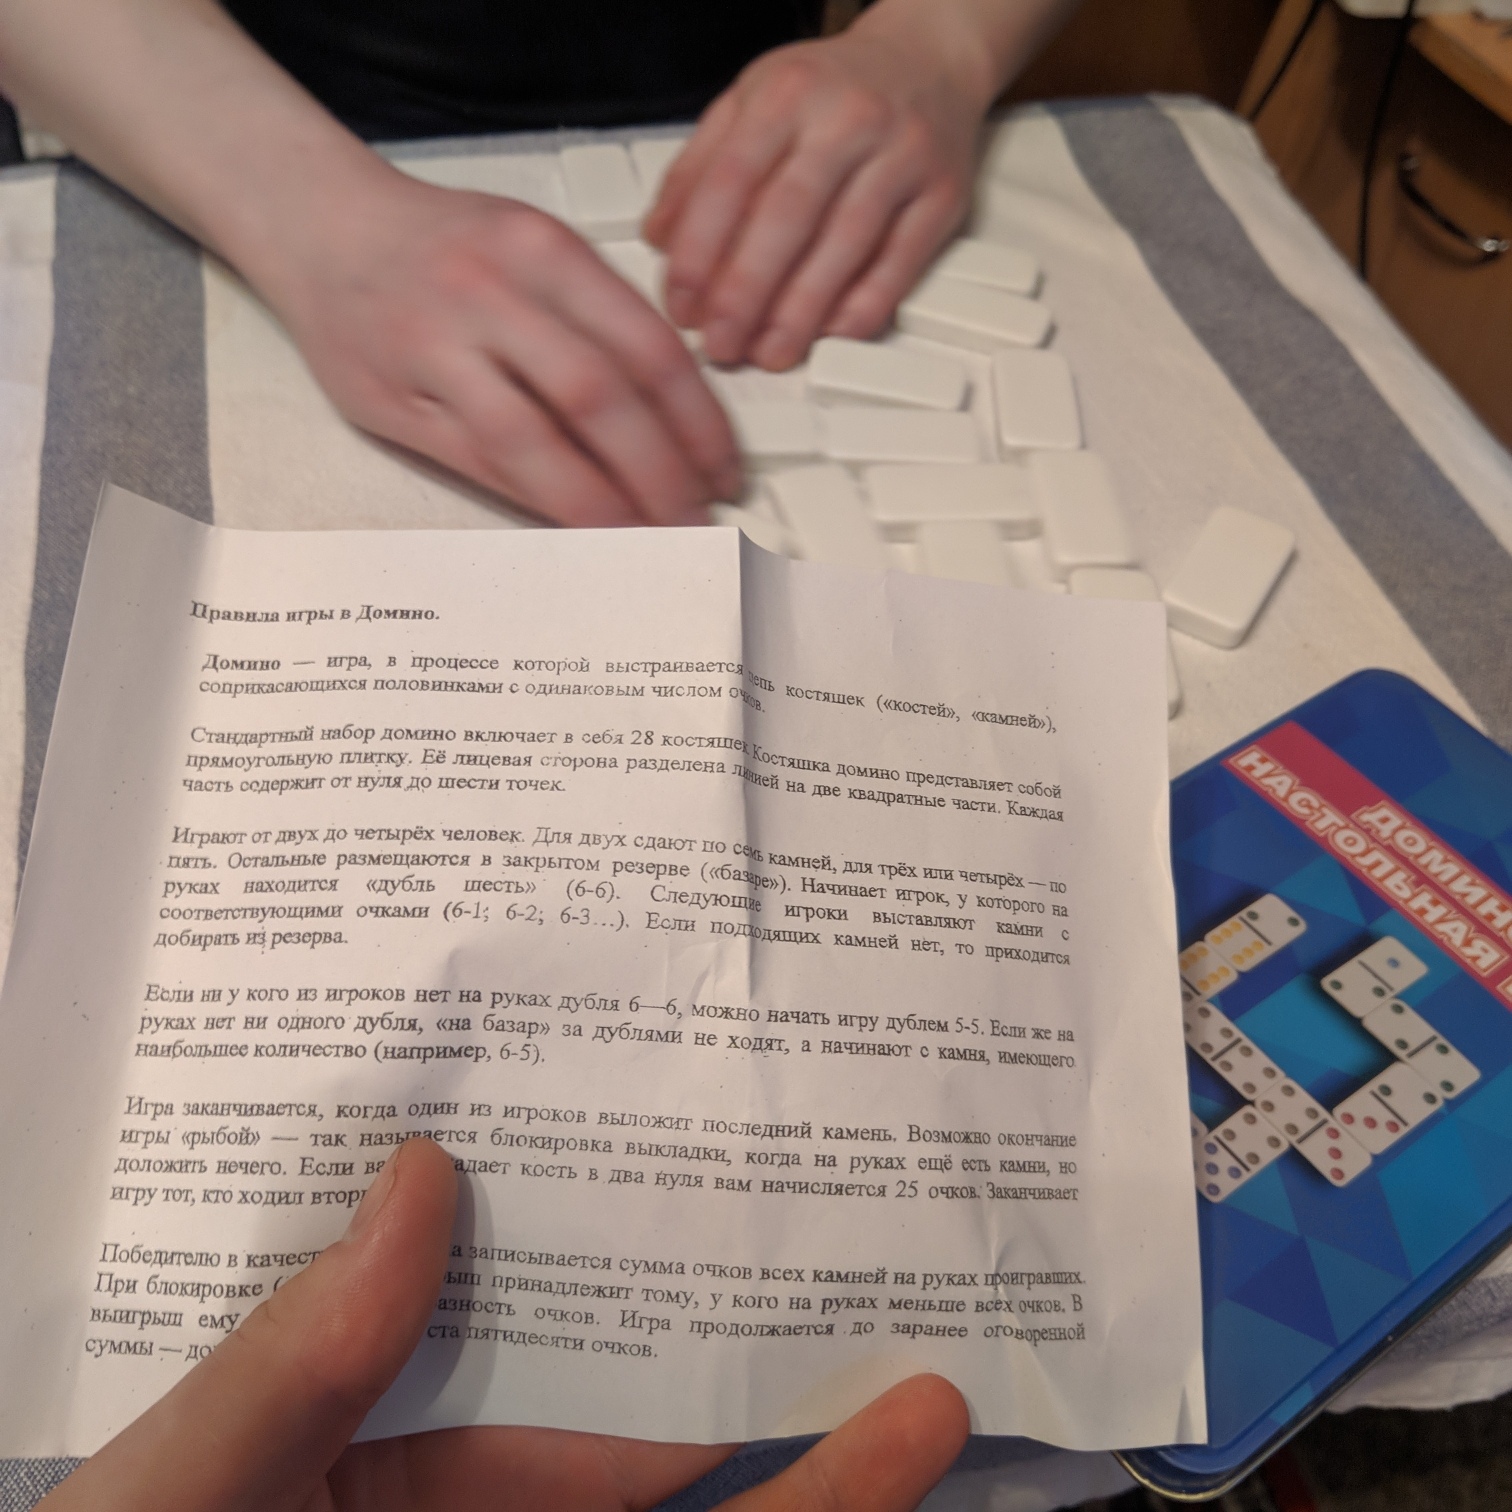 Правила игры в Домино.
Домино — игра, в процессе которой выстраивается цепь костяшек («костей», «камней»),
соприкасающихся половинками с одинаковым числом очков.
Стандартный набор домино включает в себя 28 костяшек Костяшка домино представляет собой
прямоугольную плитку. Её лицевая сторона разделена линией на две квадратные части. Каждая
часть содержит от нуля до шести точек.
Играют от двух до четырёх человек. Для двух сдают по семь камней, для трёх или четырёх — по
пять. Остальные размещаются в закрытом резерве («базаре»). Начинает игрок, у которого на
руках находится «дубль шесть» (6-6). Следующие игроки выставляют камни с
соответствующими очками (6-1; 6-2; 6-3…). Если подходящих камней нет, то приходится
добирать из резерва.
Если ни у кого из игроков нет на руках дубля 6—6, можно начать игру дублем 5-5. Если же на
руках нет ни одного дубля, «на базар» за дублями не ходят, а начинают с камня, имеющего
наибольшее количество (например, 6-5).
Игра заканчивается, когда один из игроков выложит последний камень. Возможно окончание
игры «рыбой» — так называется блокировка выкладки, когда на руках ещё есть камни, но
доложить нечего. Если кость в два нуля вам начисляется 25 очков. Заканчивает
игру тот, кто ходил
Победителю в записывается сумма очков всех камней на руках проигравших.
При блокировке ( принадлежит тому, у кого на руках меньше всех очков. В
выигрыш ему очков. Игра продолжается до заранее оговоренной
суммы — пятидесяти очков.
ДОМИНО
НАСТОЛЬНАЯ